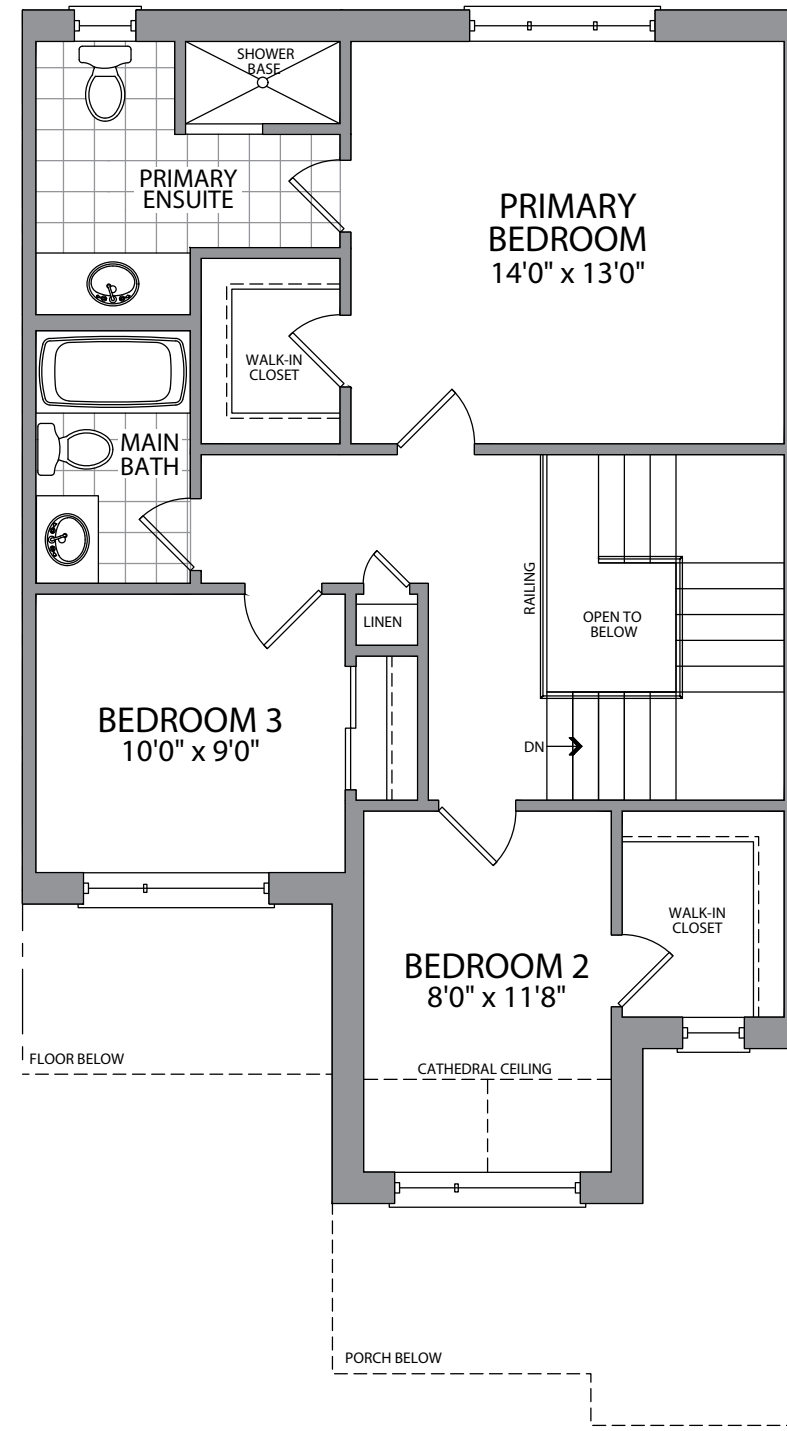 SHOWER
BASE
PRIMARY
ENSUITE
PRIMARY
BEDROOM
14'0" x 13'0"
WALK-IN
CLOSET
MAIN
BATH
RAILING
OPEN TO
BELOW
LINEN
BEDROOM 3
10'0" x 9'0"
DN
WALK-IN
CLOSET
BEDROOM 2
8'0" x 11'8"
FLOOR BELOW
CATHEDRAL CEILING
PORCH BELOW